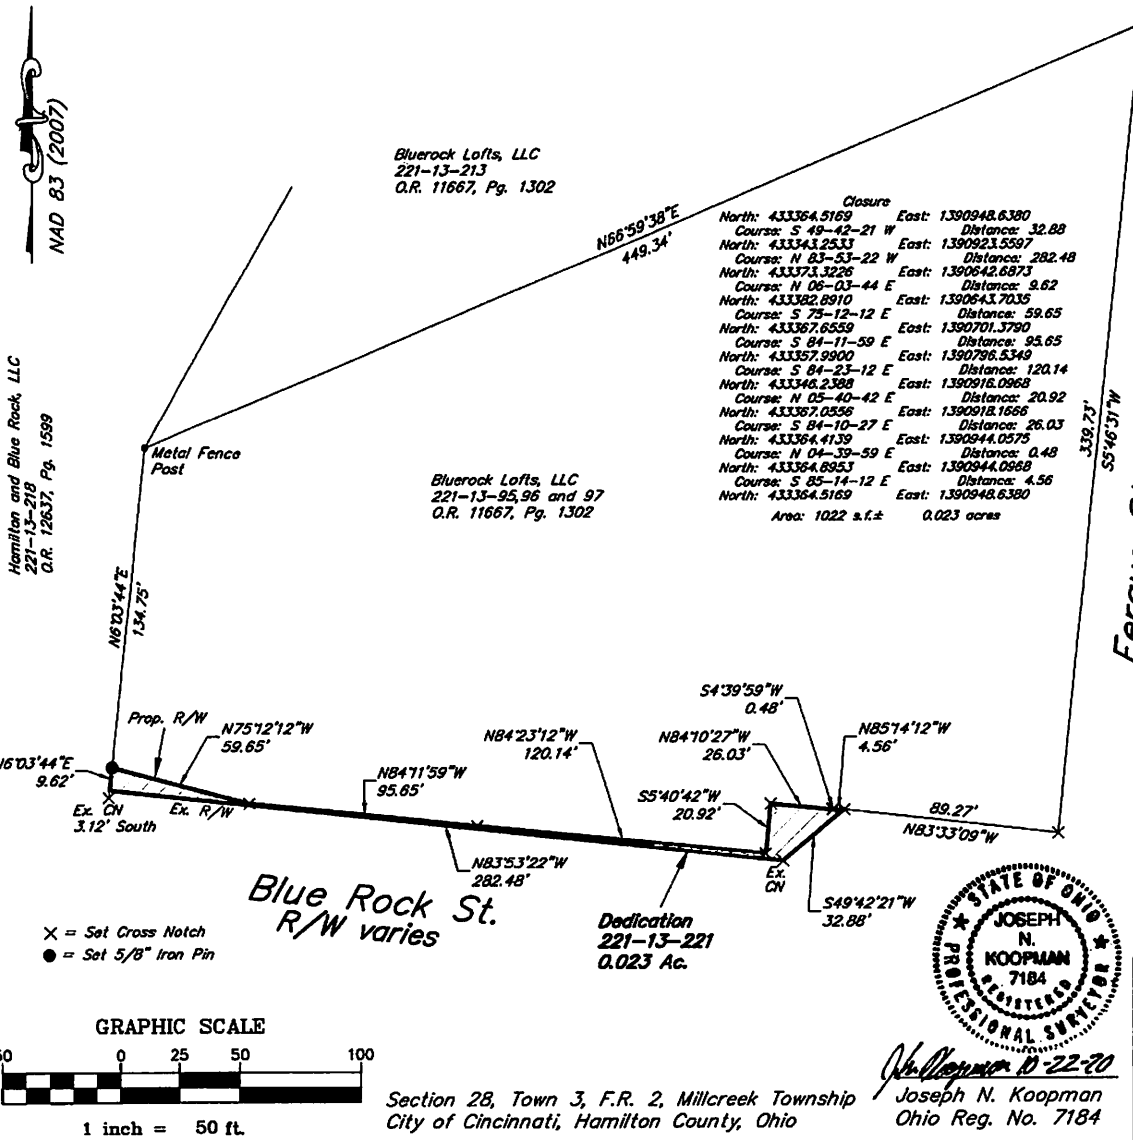 NAD 83 (2007)
Bluerock Lofts, LLC
221-13-213
O.R. 11667, Pg. 1302
N66°59'38"E
449.34'
Closure
North: 433364.5169 East: 1390948.6380
Course: S 49-42-21 W Distance: 32.88
North: 433343.2533 East: 1390923.5597
Course: N 83-53-22 W Distance: 282.48
North: 433373.3226 East: 1390642.6873
Course: N 06-03-44 E Distance: 9.62
North: 433382.8910 East: 1390643.7035
Course: S 75-12-12 E Distance: 59.65
North: 433367.6559 East: 1390701.3790
Course: S 84-11-59 E Distance: 95.65
North: 433357.9900 East: 1390796.5349
Course: S 84-23-12 E Distance: 120.14
North: 433346.2388 East: 1390916.0968
Course: N 05-40-42 E Distance: 20.92
North: 433367.0556 East: 1390918.1666
Course: S 84-10-27 E Distance: 26.03
North: 433364.4139 East: 1390944.0575
Course: N 04-39-59 E Distance: 0.48
North: 433364.8953 East: 1390944.0968
Course: S 85-14-12 E Distance: 4.56
North: 433364.5169 East: 1390948.6380
Area: 1022 s.f.± 0.023 acres
339.73'
S5°46'31"W
Hamilton and Blue Rock, LLC
221-13-218
O.R. 12637, Pg. 1599
Metal Fence
Post
Bluerock Lofts, LLC
221-13-95,96 and 97
O.R. 11667, Pg. 1302
N6°03'44"E
134.75'
Prop. R/W
N75°12'12"W
59.65'
N6°03'44"E
9.62'
Ex. CN
3.12' South
Ex. R/W
N84°11'59"W
95.65'
N84°23'12"W
120.14'
S4°39'59"W
0.48'
N84°10'27"W
26.03'
N85°14'12"W
4.56'
S5°40'42"W
20.92'
89.27'
N83°33'09"W
N83°53'22"W
282.48'
Ex.
CN
S49°42'21"W
32.88'
Blue Rock St.
R/W varies
Dedication
221-13-221
0.023 Ac.
X = Set Cross Notch
● = Set 5/8" Iron Pin
STATE OF OHIO
JOSEPH
N.
KOOPMAN
7184
REGISTERED
PROFESSIONAL SURVEYOR
GRAPHIC SCALE
0 25 50 100
1 inch = 50 ft.
10-22-20
Section 28, Town 3, F.R. 2, Millcreek Township
City of Cincinnati, Hamilton County, Ohio
Joseph N. Koopman
Ohio Reg. No. 7184